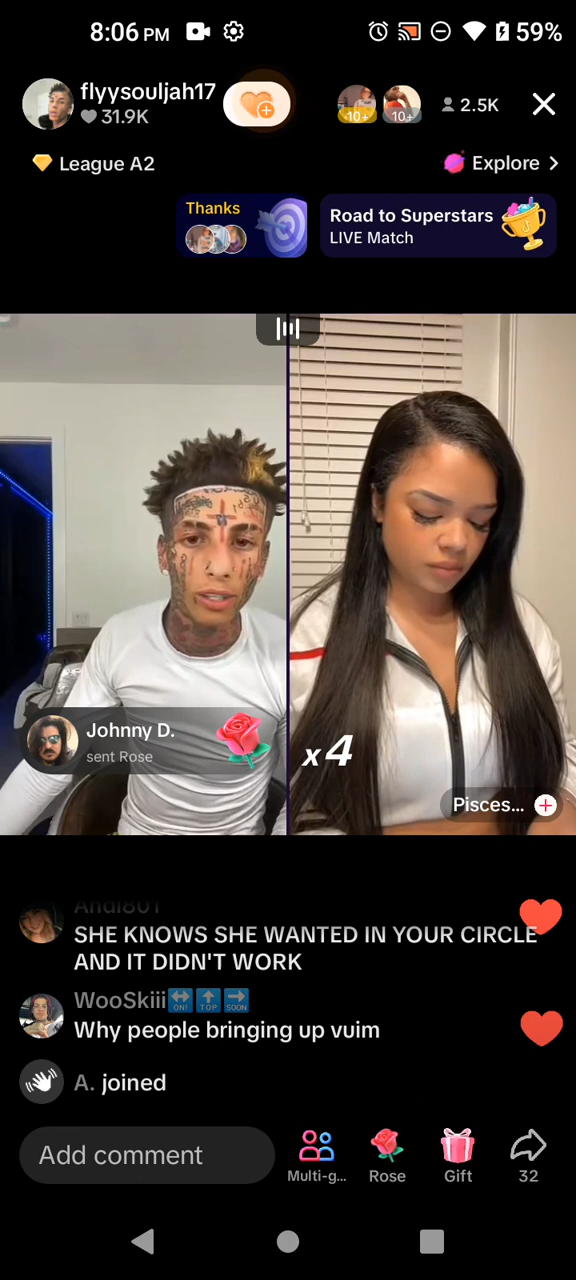 8:06 PM
59%
flyysouljah17
31.9K
10+
10+
2.5K
League A2
Explore >
Thanks
Road to Superstars
LIVE Match
Johnny D.
sent Rose
x4
Pisces...
Andi801
SHE KNOWS SHE WANTED IN YOUR CIRCLE
AND IT DIDN'T WORK
WooSkiii↔️ON! TOP SOON
Why people bringing up vuim
A. joined
Add comment
Multi-g...
Rose
Gift
32